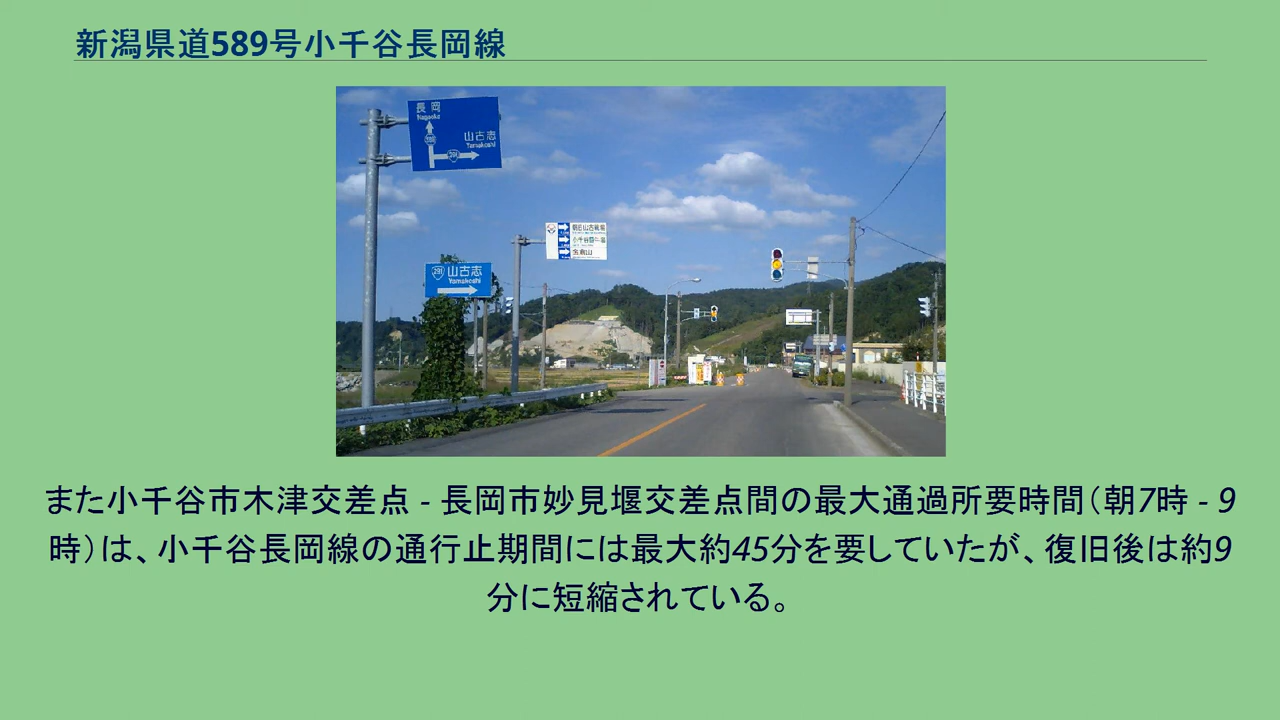 新潟県道589号小千谷長岡線
長岡
Nagaoka
山古志
Yamakoshi
291
291
山古志
Yamakoshi
また小千谷市木津交差点 - 長岡市妙見堰交差点間の最大通過所要時間（朝7時 - 9
時）は、小千谷長岡線の通行止期間には最大約45分を要していたが、復旧後は約9
分に短縮されている。